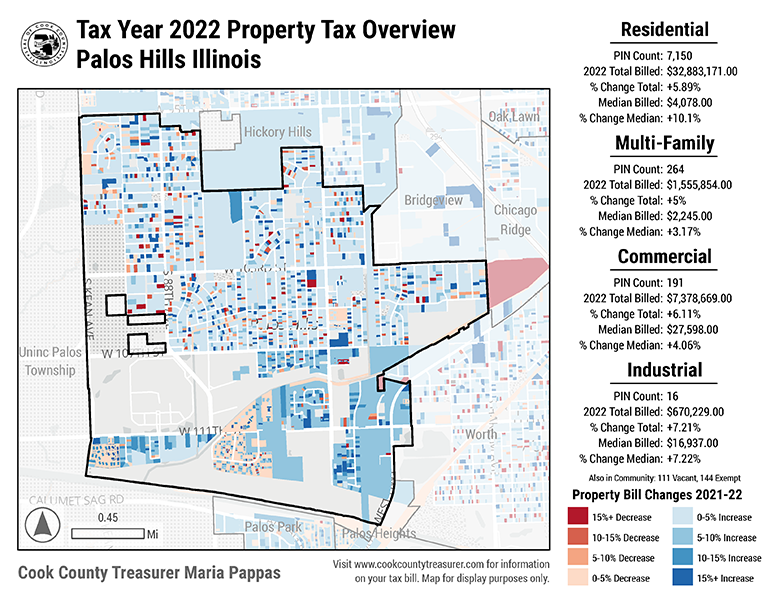 Tax Year 2022 Property Tax Overview
Palos Hills Illinois
Hickory Hills
Oak Lawn
Bridgeview
Chicago
Ridge
W 103RD ST
S KEAN AVE
S 88TH
Uninc Palos
Township
W 107TH ST
W 111TH
Worth
CALUMET SAG RD
0.45
Mi
Palos Park
Palos Heights
Cook County Treasurer Maria Pappas
Visit www.cookcountytreasurer.com for information
on your tax bill. Map for display purposes only.
Residential
PIN Count: 7,150
2022 Total Billed: $32,883,171.00
% Change Total: +5.89%
Median Billed: $4,078.00
% Change Median: +10.1%
Multi-Family
PIN Count: 264
2022 Total Billed: $1,555,854.00
% Change Total: +5%
Median Billed: $2,245.00
% Change Median: +3.17%
Commercial
PIN Count: 191
2022 Total Billed: $7,378,669.00
% Change Total: +6.11%
Median Billed: $27,598.00
% Change Median: +4.06%
Industrial
PIN Count: 16
2022 Total Billed: $670,229.00
% Change Total: +7.21%
Median Billed: $16,937.00
% Change Median: +7.22%
Also in Community: 111 Vacant, 144 Exempt
Property Bill Changes 2021-22
15%+ Decrease
10-15% Decrease
5-10% Decrease
0-5% Decrease
0-5% Increase
5-10% Increase
10-15% Increase
15%+ Increase